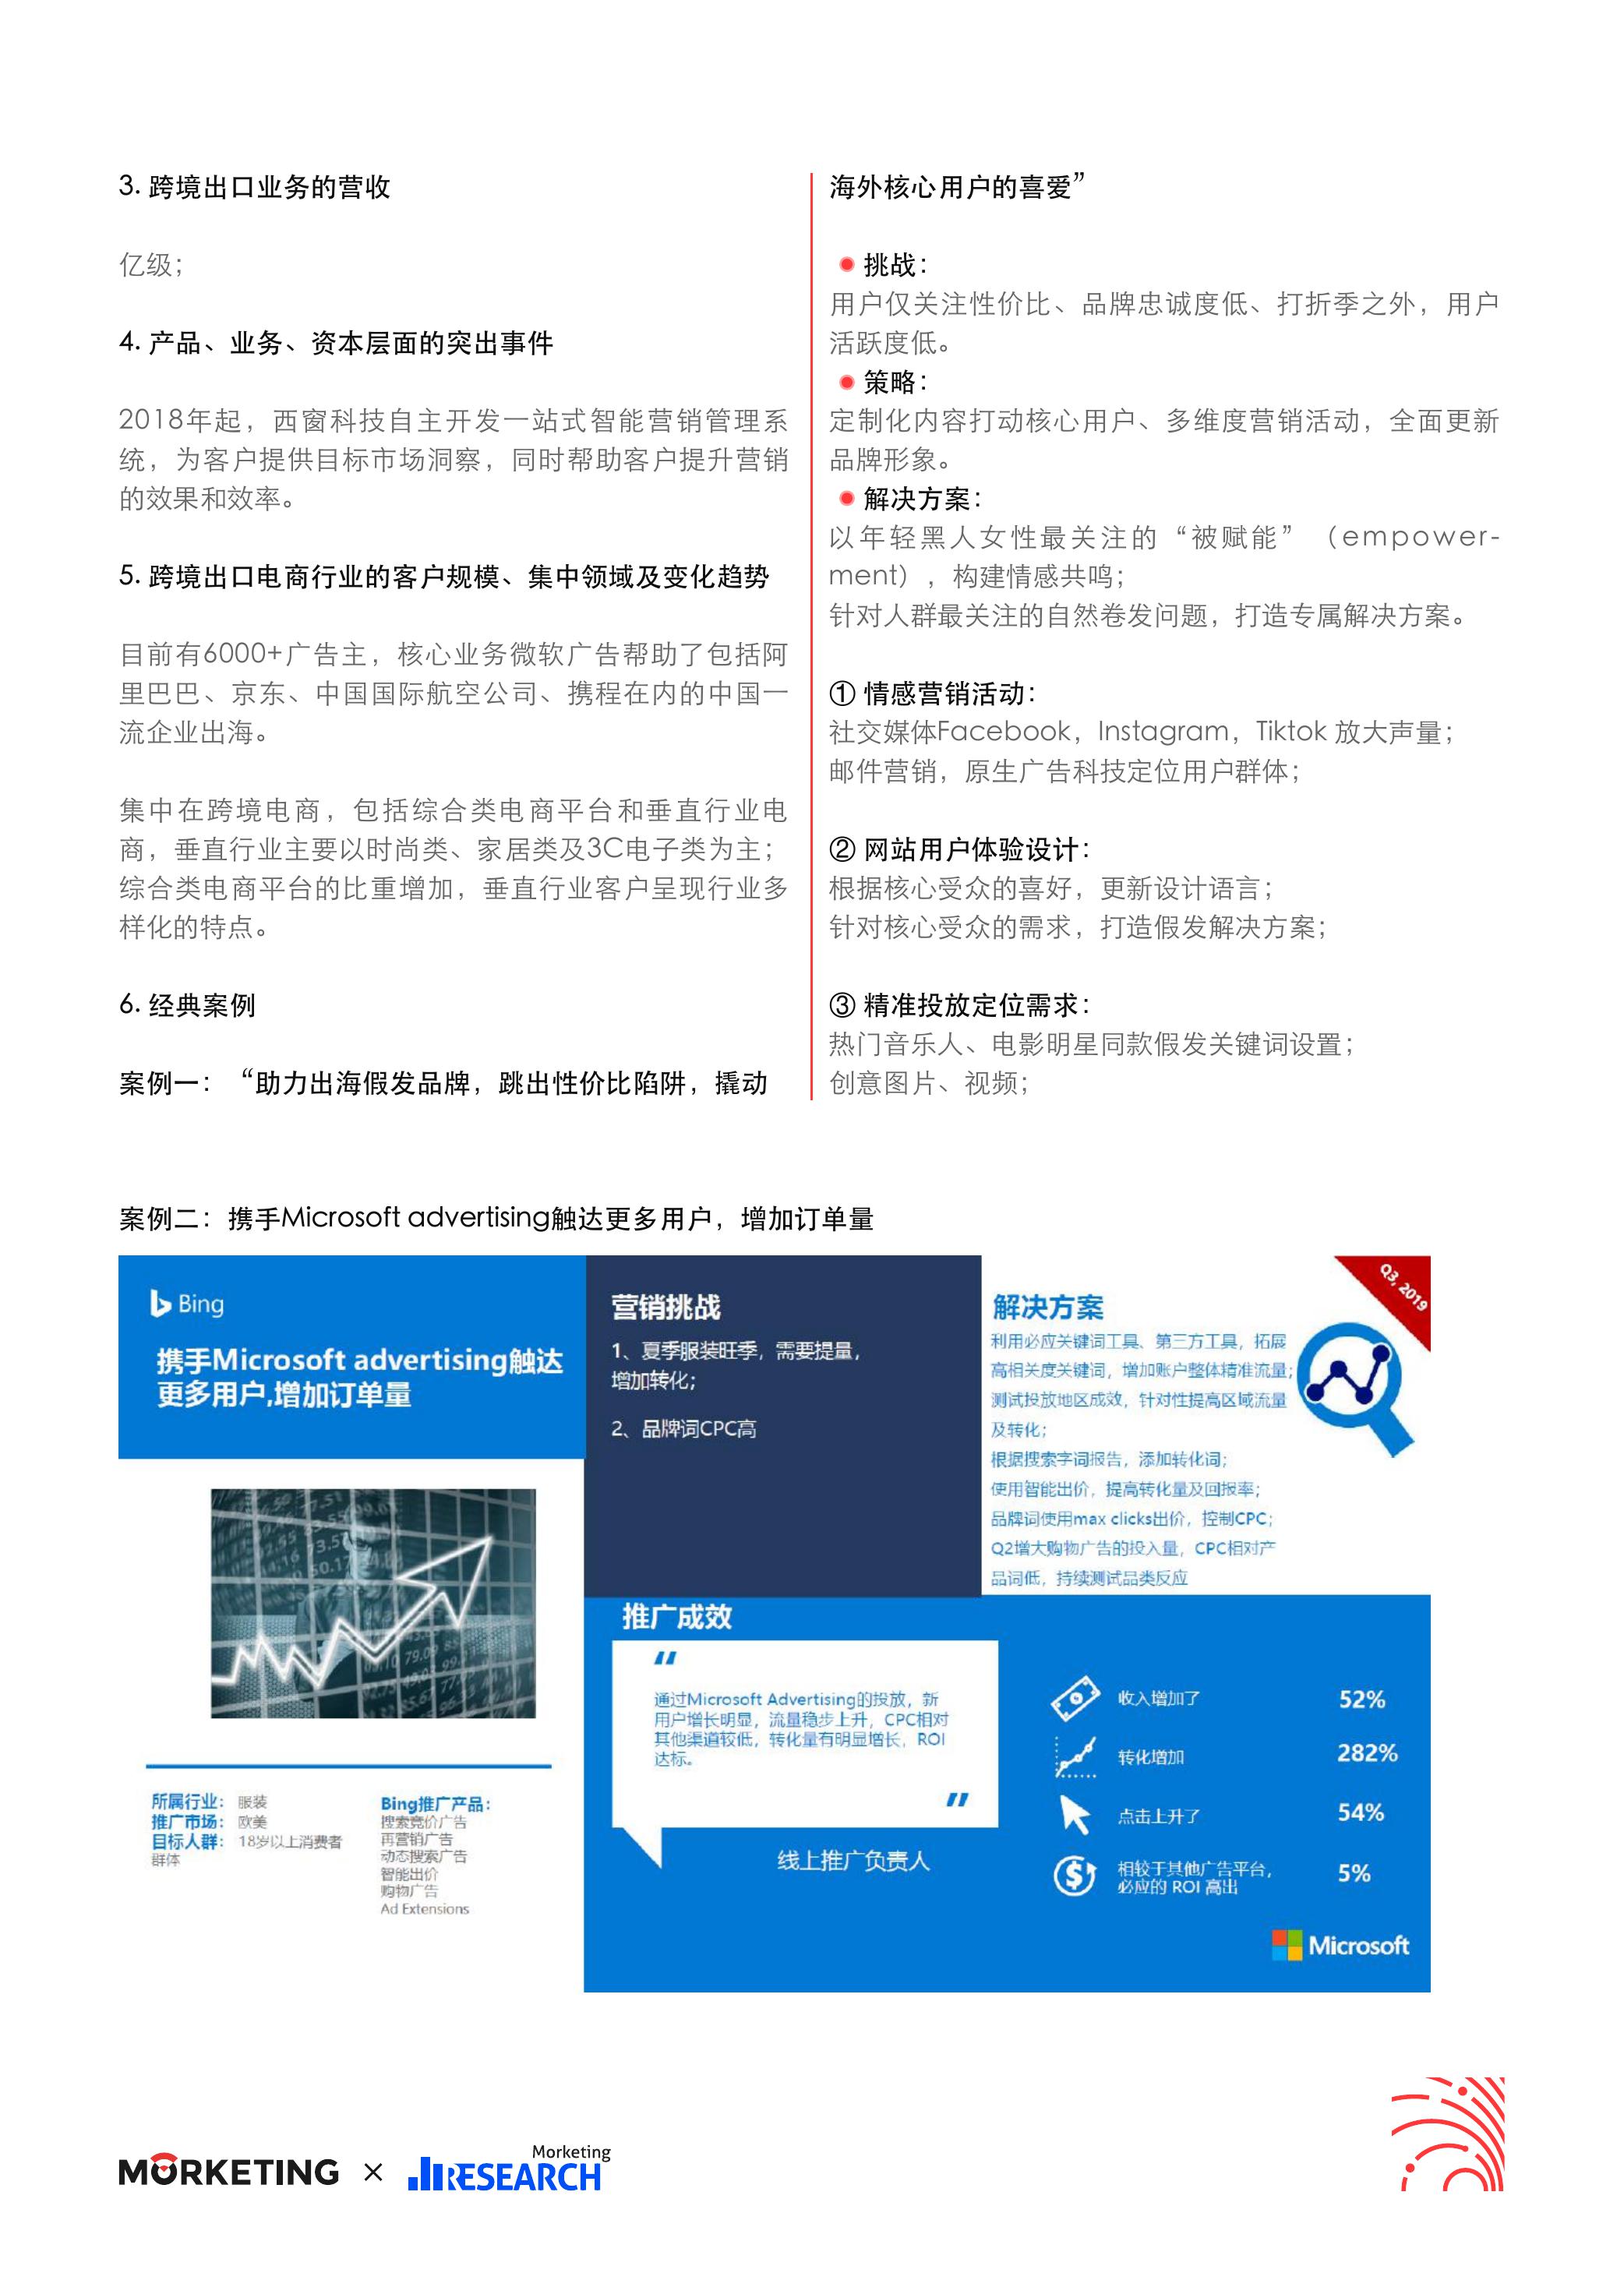 3. 跨境出口业务的营收
亿级；
4. 产品、业务、资本层面的突出事件
2018年起，西窗科技自主开发一站式智能营销管理系
统，为客户提供目标市场洞察，同时帮助客户提升营销
的效果和效率。
5. 跨境出口电商行业的客户规模、集中领域及变化趋势
目前有6000+广告主，核心业务微软广告帮助了包括阿
里巴巴、京东、中国国际航空公司、携程在内的中国一
流企业出海。
集中在跨境电商，包括综合类电商平台和垂直行业电
商，垂直行业主要以时尚类、家居类及3C电子类为主；
综合类电商平台的比重增加，垂直行业客户呈现行业多
样化的特点。
6. 经典案例
案例一：“助力出海假发品牌，跳出性价比陷阱，撬动
海外核心用户的喜爱”
挑战：
用户仅关注性价比、品牌忠诚度低、打折季之外，用户
活跃度低。
策略：
定制化内容打动核心用户、多维度营销活动，全面更新
品牌形象。
解决方案：
以年轻黑人女性最关注的“被赋能”（empower-
ment），构建情感共鸣；
针对人群最关注的自然卷发问题，打造专属解决方案。
① 情感营销活动：
社交媒体Facebook，Instagram，Tiktok 放大声量；
邮件营销，原生广告科技定位用户群体；
② 网站用户体验设计：
根据核心受众的喜好，更新设计语言；
针对核心受众的需求，打造假发解决方案；
③ 精准投放定位需求：
热门音乐人、电影明星同款假发关键词设置；
创意图片、视频；
案例二：携手Microsoft advertising触达更多用户，增加订单量
Bing
携手Microsoft advertising触达
更多用户,增加订单量
所属行业： 服装
推广市场： 欧美
目标人群： 18岁以上消费者
群体
Bing推广产品：
搜索竞价广告
再营销广告
动态搜索广告
智能出价
购物广告
Ad Extensions
营销挑战
1、夏季服装旺季，需要提量，
增加转化；
2、品牌词CPC高
解决方案
Q3, 2019
利用必应关键词工具、第三方工具，拓展
高相关度关键词，增加账户整体精准流量；
测试投放地区成效，针对性提高区域流量
及转化；
根据搜索字词报告，添加转化词；
使用智能出价，提高转化量及回报率；
品牌词使用max clicks出价，控制CPC；
Q2增大购物广告的投入量，CPC相对产
品词低，持续测试品类反应
推广成效
“
通过Microsoft Advertising的投放，新
用户增长明显，流量稳步上升，CPC相对
其他渠道较低，转化量有明显增长，ROI
达标。
”
线上推广负责人
收入增加了 52%
转化增加 282%
点击上升了 54%
相较于其他广告平台，
必应的 ROI 高出 5%
Microsoft
MORKETING × Morketing RESEARCH